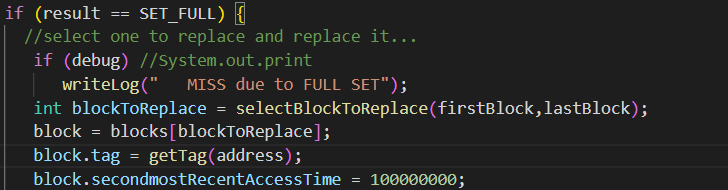 if (result == SET_FULL) {
//select one to replace and replace it...
if (debug) //System.out.print
writeLog("   MISS due to FULL SET");
int blockToReplace = selectBlockToReplace(firstBlock,lastBlock);
block = blocks[blockToReplace];
block.tag = getTag(address);
block.secondmostRecentAccessTime = 100000000;